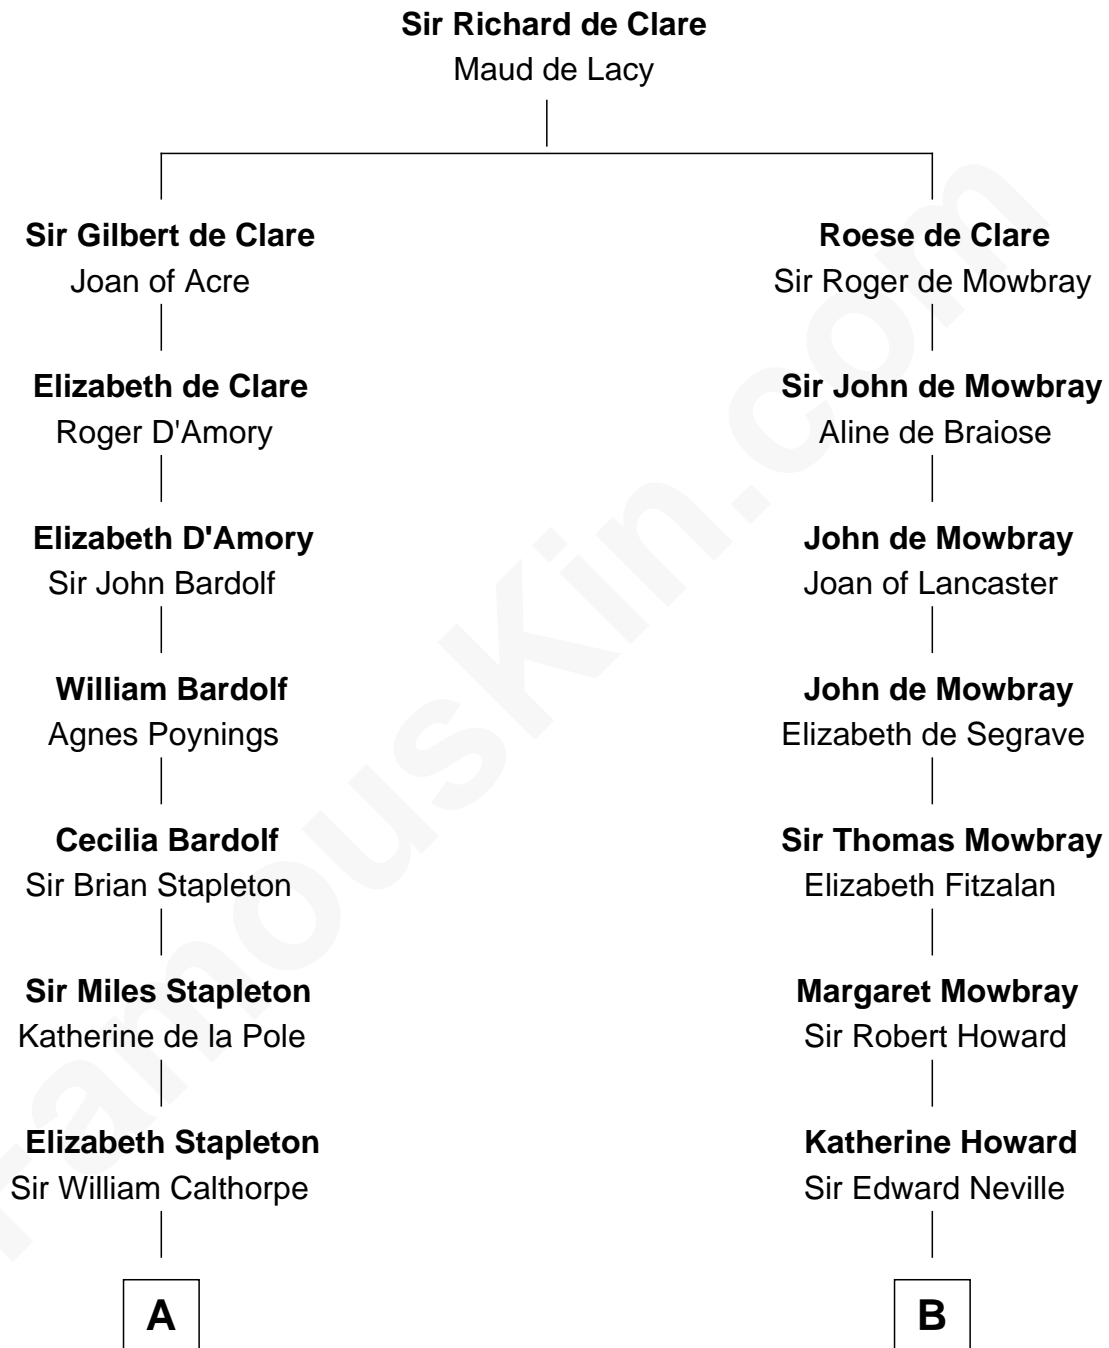 Sir Richard de Clare
Maud de Lacy
Sir Gilbert de Clare
Joan of Acre
Roese de Clare
Sir Roger de Mowbray
Elizabeth de Clare
Roger D'Amory
Sir John de Mowbray
Aline de Braiose
Elizabeth D'Amory
Sir John Bardolf
John de Mowbray
Joan of Lancaster
William Bardolf
Agnes Poynings
John de Mowbray
Elizabeth de Segrave
Cecilia Bardolf
Sir Brian Stapleton
Sir Thomas Mowbray
Elizabeth Fitzalan
Sir Miles Stapleton
Katherine de la Pole
Margaret Mowbray
Sir Robert Howard
Elizabeth Stapleton
Sir William Calthorpe
Katherine Howard
Sir Edward Neville
A
B
FamousKin.com